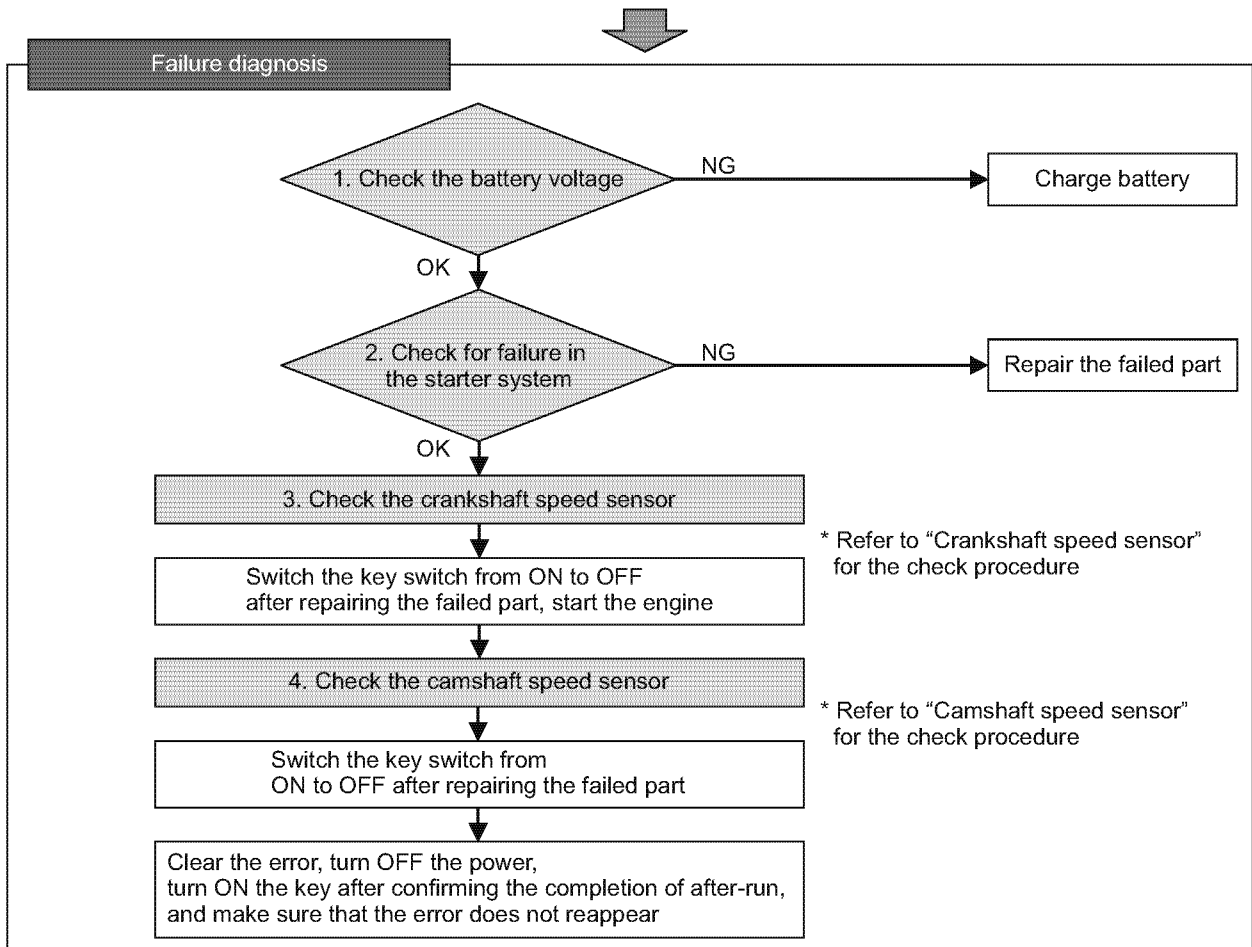 Failure diagnosis
1. Check the battery voltage
NG
Charge battery
OK
2. Check for failure in
the starter system
NG
Repair the failed part
OK
3. Check the crankshaft speed sensor
* Refer to “Crankshaft speed sensor”
for the check procedure
Switch the key switch from ON to OFF
after repairing the failed part, start the engine
4. Check the camshaft speed sensor
* Refer to “Camshaft speed sensor”
for the check procedure
Switch the key switch from
ON to OFF after repairing the failed part
Clear the error, turn OFF the power,
turn ON the key after confirming the completion of after-run,
and make sure that the error does not reappear